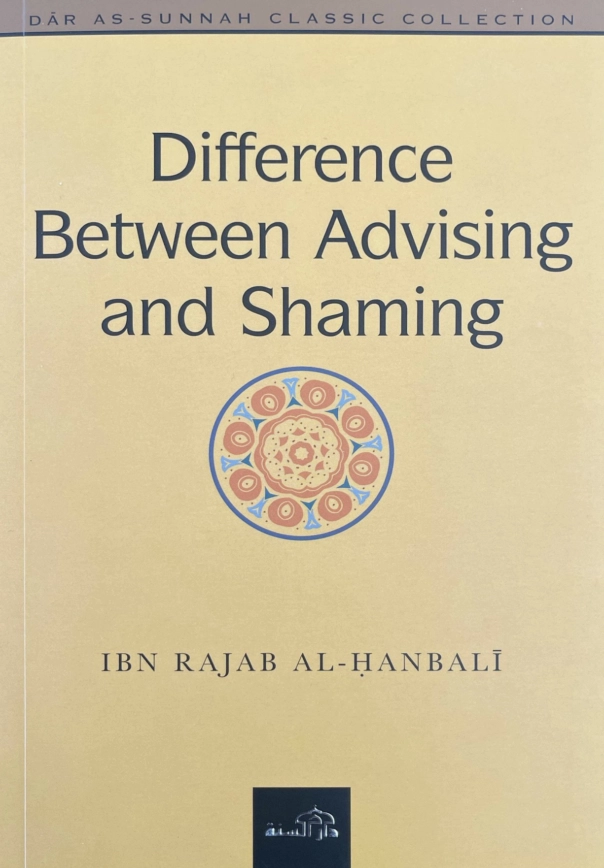 DĀR AS-SUNNAH CLASSIC COLLECTION
Difference
Between Advising
and Shaming
IBN RAJAB AL-ḤANBALĪ
دار السنة